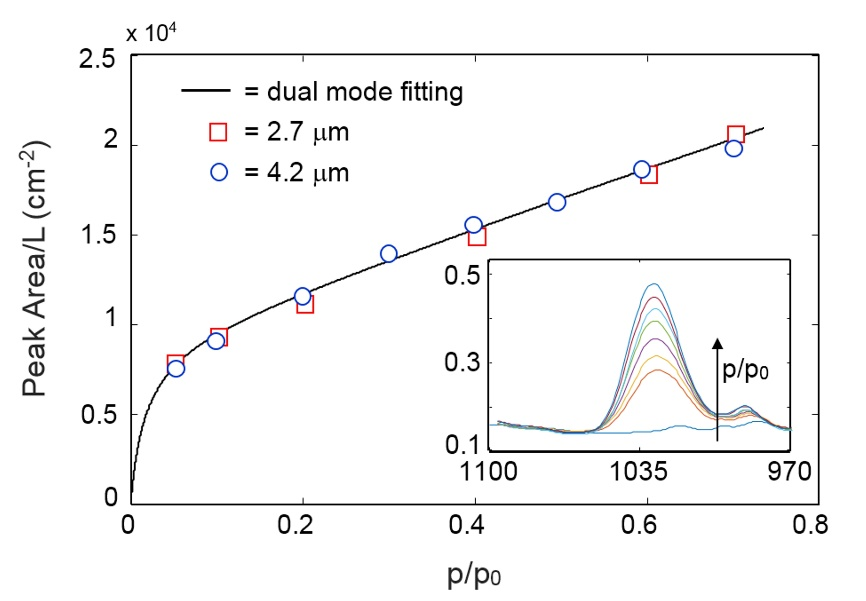 x 10⁴
2.5
2
1.5
1
0.5
0
Peak Area/L (cm⁻²)
= dual mode fitting
= 2.7 μm
= 4.2 μm
0.5
0.3
0.1
p/p₀
1100 1035 970
0 0.2 0.4 0.6 0.8
p/p₀